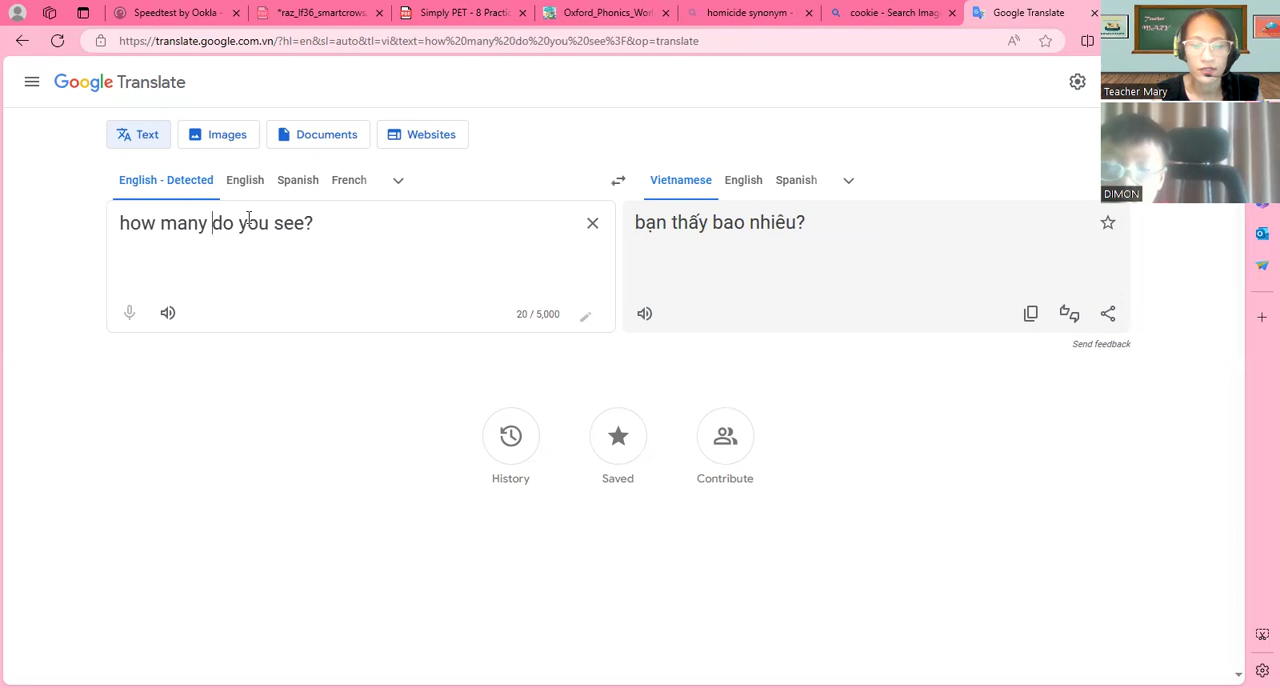 Speedtest by Ookla -
*raz_lf36_smartcrows.
Simply PET - 8 Practic
Oxford_Phonics_Worl
homicide synonym -
cookie - Search Imag
Google Translate
https://translate.google.com.vn/?hl=en&sl=auto&tl=vi&text=how%20many%20do%20you%20see%3F&op=translate
Google Translate
Teacher Mary
DIMON
Text
Images
Documents
Websites
English - Detected
English
Spanish
French
Vietnamese
English
Spanish
how many do you see?
bạn thấy bao nhiêu?
20 / 5,000
Send feedback
History
Saved
Contribute